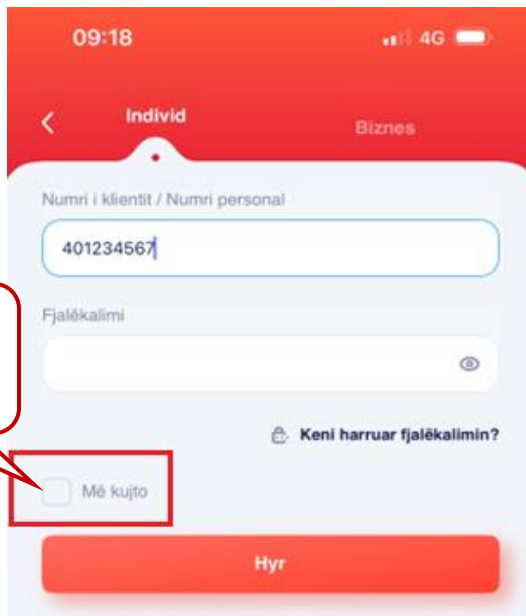 09:18 4G
Individ Biznes
Numri i klientit / Numri personal
401234567
Fjalëkalimi
Keni harruar fjalëkalimin?
Më kujto
Hyr